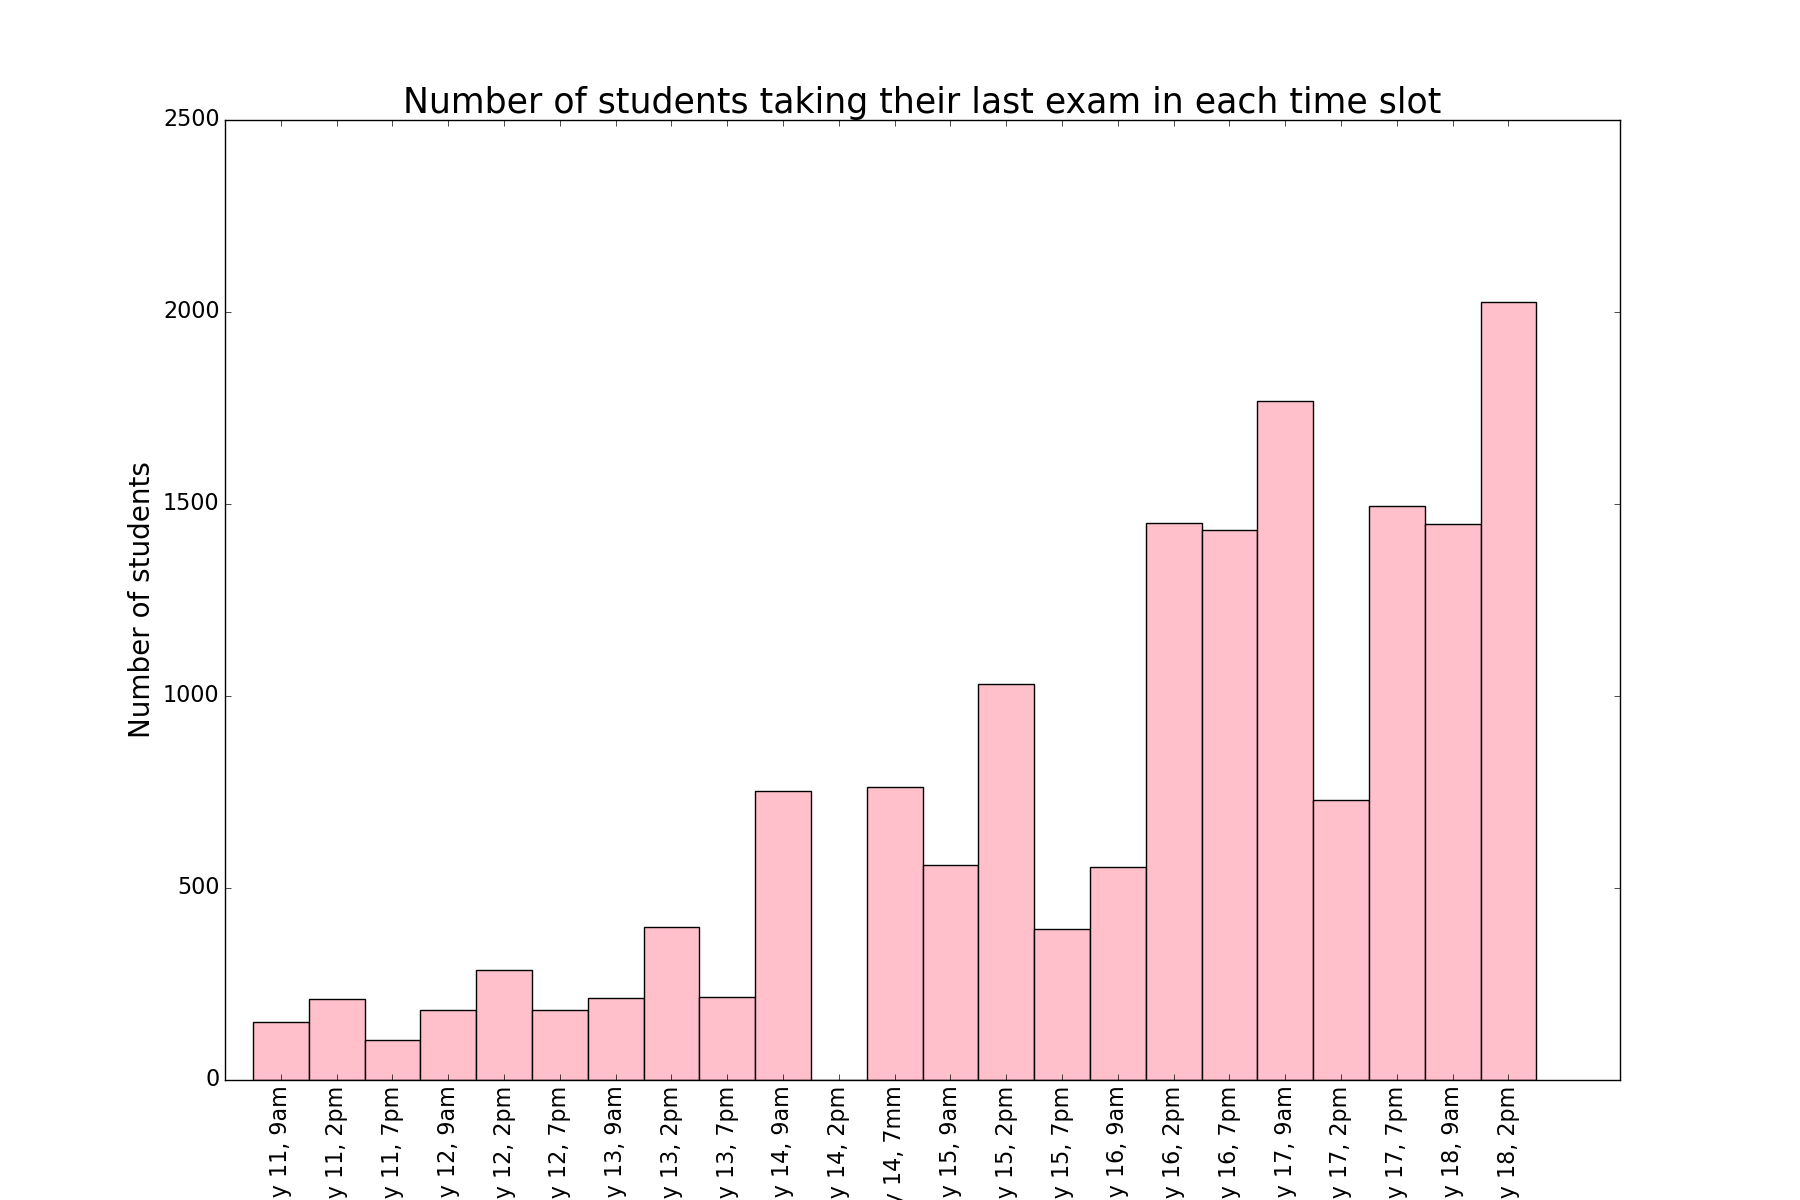 Number of students taking their last exam in each time slot
Number of students
2500
2000
1500
1000
500
0
y 11, 9am
y 11, 2pm
y 11, 7pm
y 12, 9am
y 12, 2pm
y 12, 7pm
y 13, 9am
y 13, 2pm
y 13, 7pm
y 14, 9am
y 14, 2pm
y 14, 7mm
y 15, 9am
y 15, 2pm
y 15, 7pm
y 16, 9am
y 16, 2pm
y 16, 7pm
y 17, 9am
y 17, 2pm
y 17, 7pm
y 18, 9am
y 18, 2pm